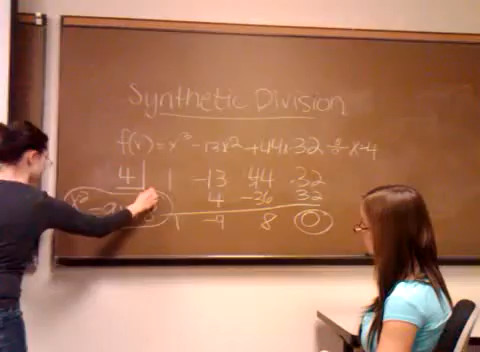 Synthetic Division
f(x) = x³ - 13x² + 44x - 32 ÷ x - 4
4 | 1 -13 44 -32
4 -36 32
1 -9 8 0
x²